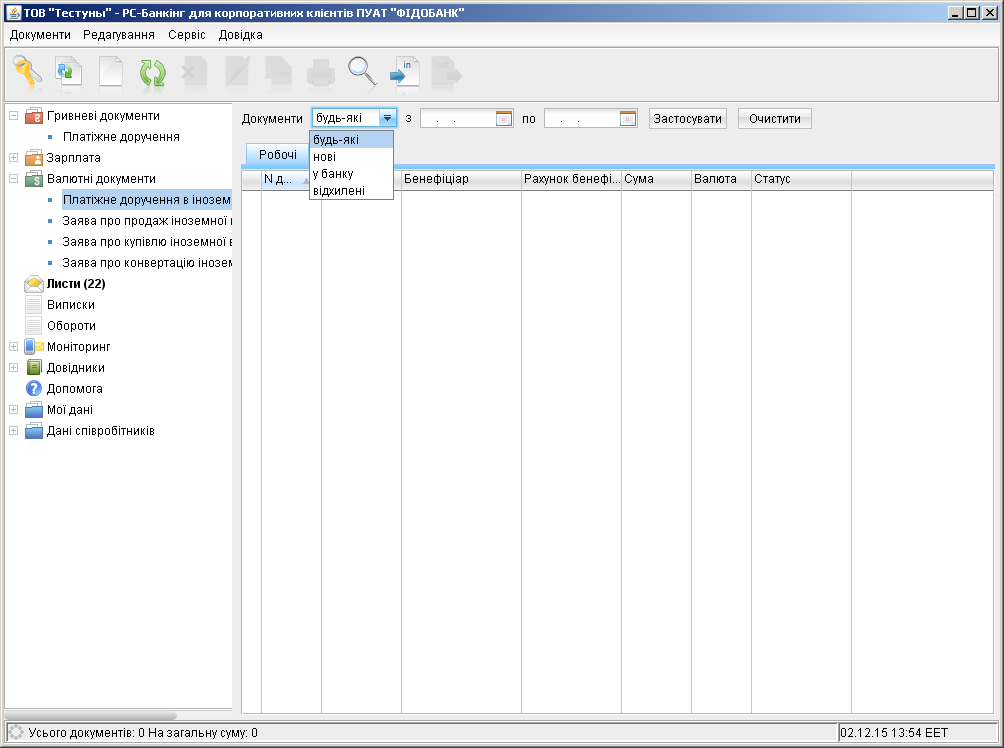 ТОВ "Тестуны" - РС-Банкінг для корпоративних клієнтів ПУАТ "ФІДОБАНК"
Документи Редагування Сервіс Довідка
in
Гривневі документи
Платіжне доручення
Зарплата
Валютні документи
Платіжне доручення в інозем
Заява про продаж іноземної
Заява про купівлю іноземної в
Заява про конвертацію інозем
Листи (22)
Виписки
Обороти
Моніторинг
Довідники
Допомога
Мої дані
Дані співробітників
Документи будь-які з . . по . . Застосувати Очистити
будь-які
нові
у банку
відхилені
Робочі
N д... Бенефіціар Рахунок бенефі... Сума Валюта Статус
Усього документів: 0 На загальну суму: 0
02.12.15 13:54 EET